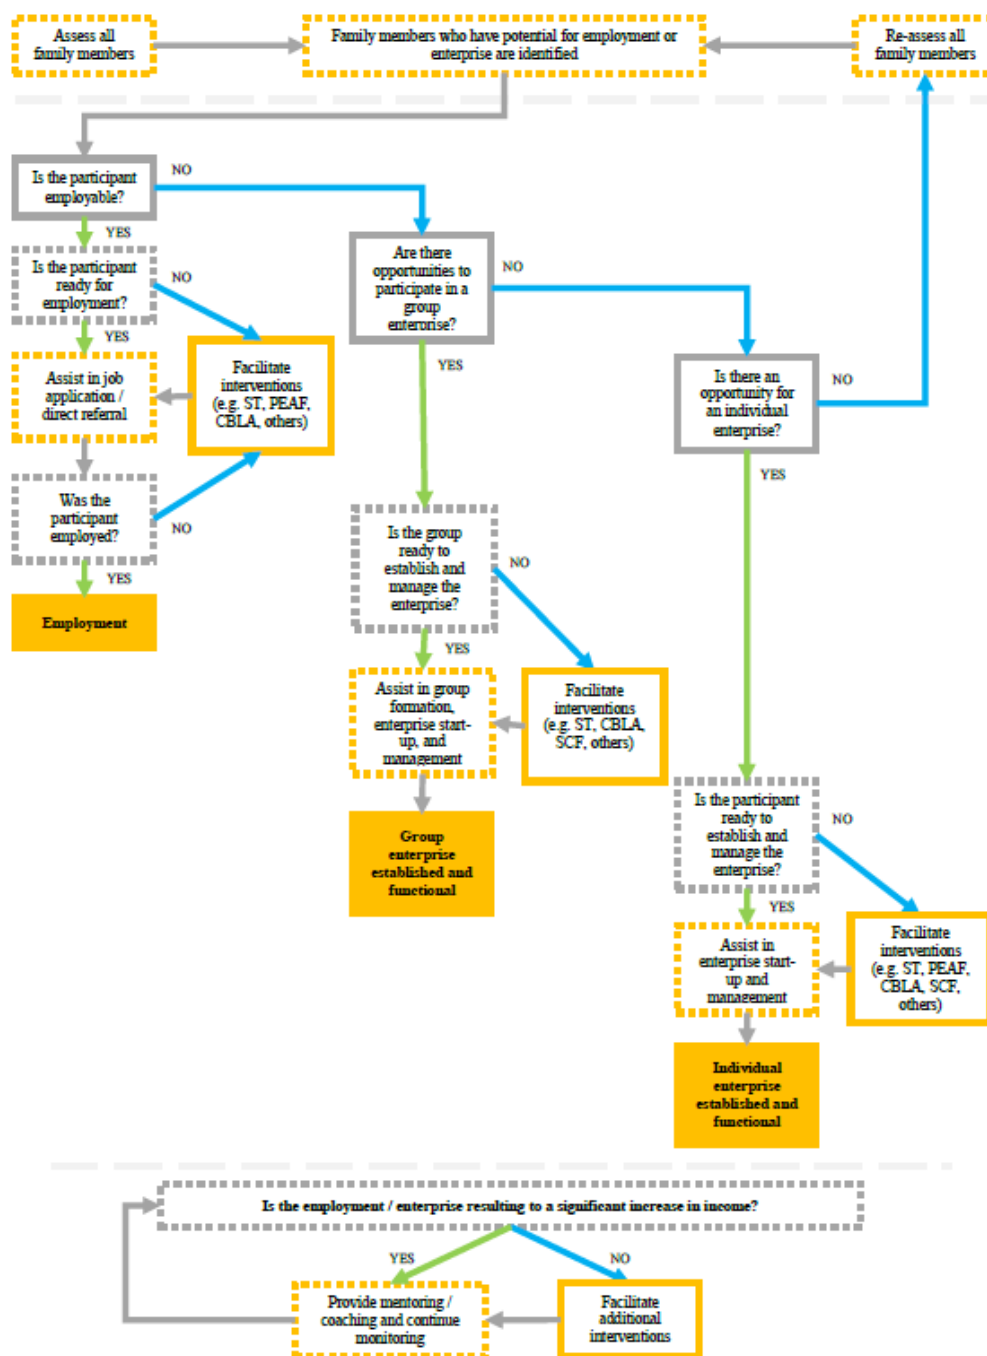 Assess all
family members
Family members who have potential for employment or
enterprise are identified
Re-assess all
family members
Is the participant
employable?
NO
YES
Is the participant
ready for
employment?
NO
YES
Assist in job
application /
direct referral
Facilitate
interventions
(e.g. ST, PEAF,
CBLA, others)
Was the
participant
employed?
NO
YES
Employment
Are there
opportunities to
participate in a
group
enterprise?
NO
YES
Is the group
ready to
establish and
manage the
enterprise?
NO
YES
Assist in group
formation,
enterprise start-
up, and
management
Facilitate
interventions
(e.g. ST, CBLA,
SCF, others)
Group
enterprise
established and
functional
Is there an
opportunity for
an individual
enterprise?
NO
YES
Is the participant
ready to
establish and
manage the
enterprise?
NO
YES
Assist in
enterprise start-
up and
management
Facilitate
interventions
(e.g. ST, PEAF,
CBLA, SCF,
others)
Individual
enterprise
established and
functional
Is the employment / enterprise resulting to a significant increase in income?
YES
NO
Provide mentoring /
coaching and continue
monitoring
Facilitate
additional
interventions